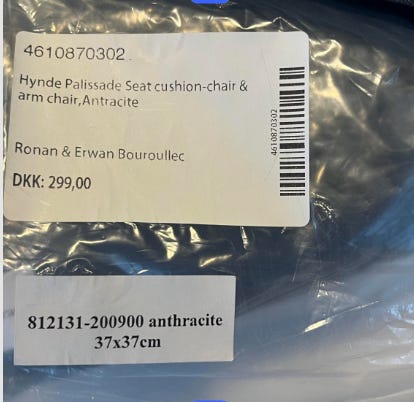 4610870302.
Hynde Palissade Seat cushion-chair &
arm chair,Antracite
4610870302
Ronan & Erwan Bouroullec
DKK: 299,00
812131-200900 anthracite
37x37cm